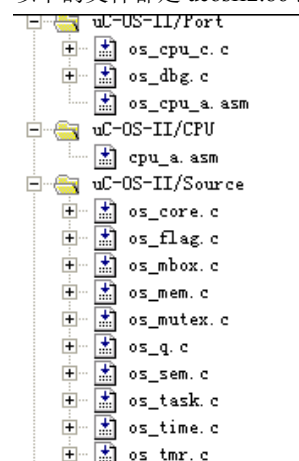 uC-OS-II/Port
os_cpu_c.c
os_dbg.c
os_cpu_a.asm
uC-OS-II/CPU
cpu_a.asm
uC-OS-II/Source
os_core.c
os_flag.c
os_mbox.c
os_mem.c
os_mutex.c
os_q.c
os_sem.c
os_task.c
os_time.c
os_tmr.c